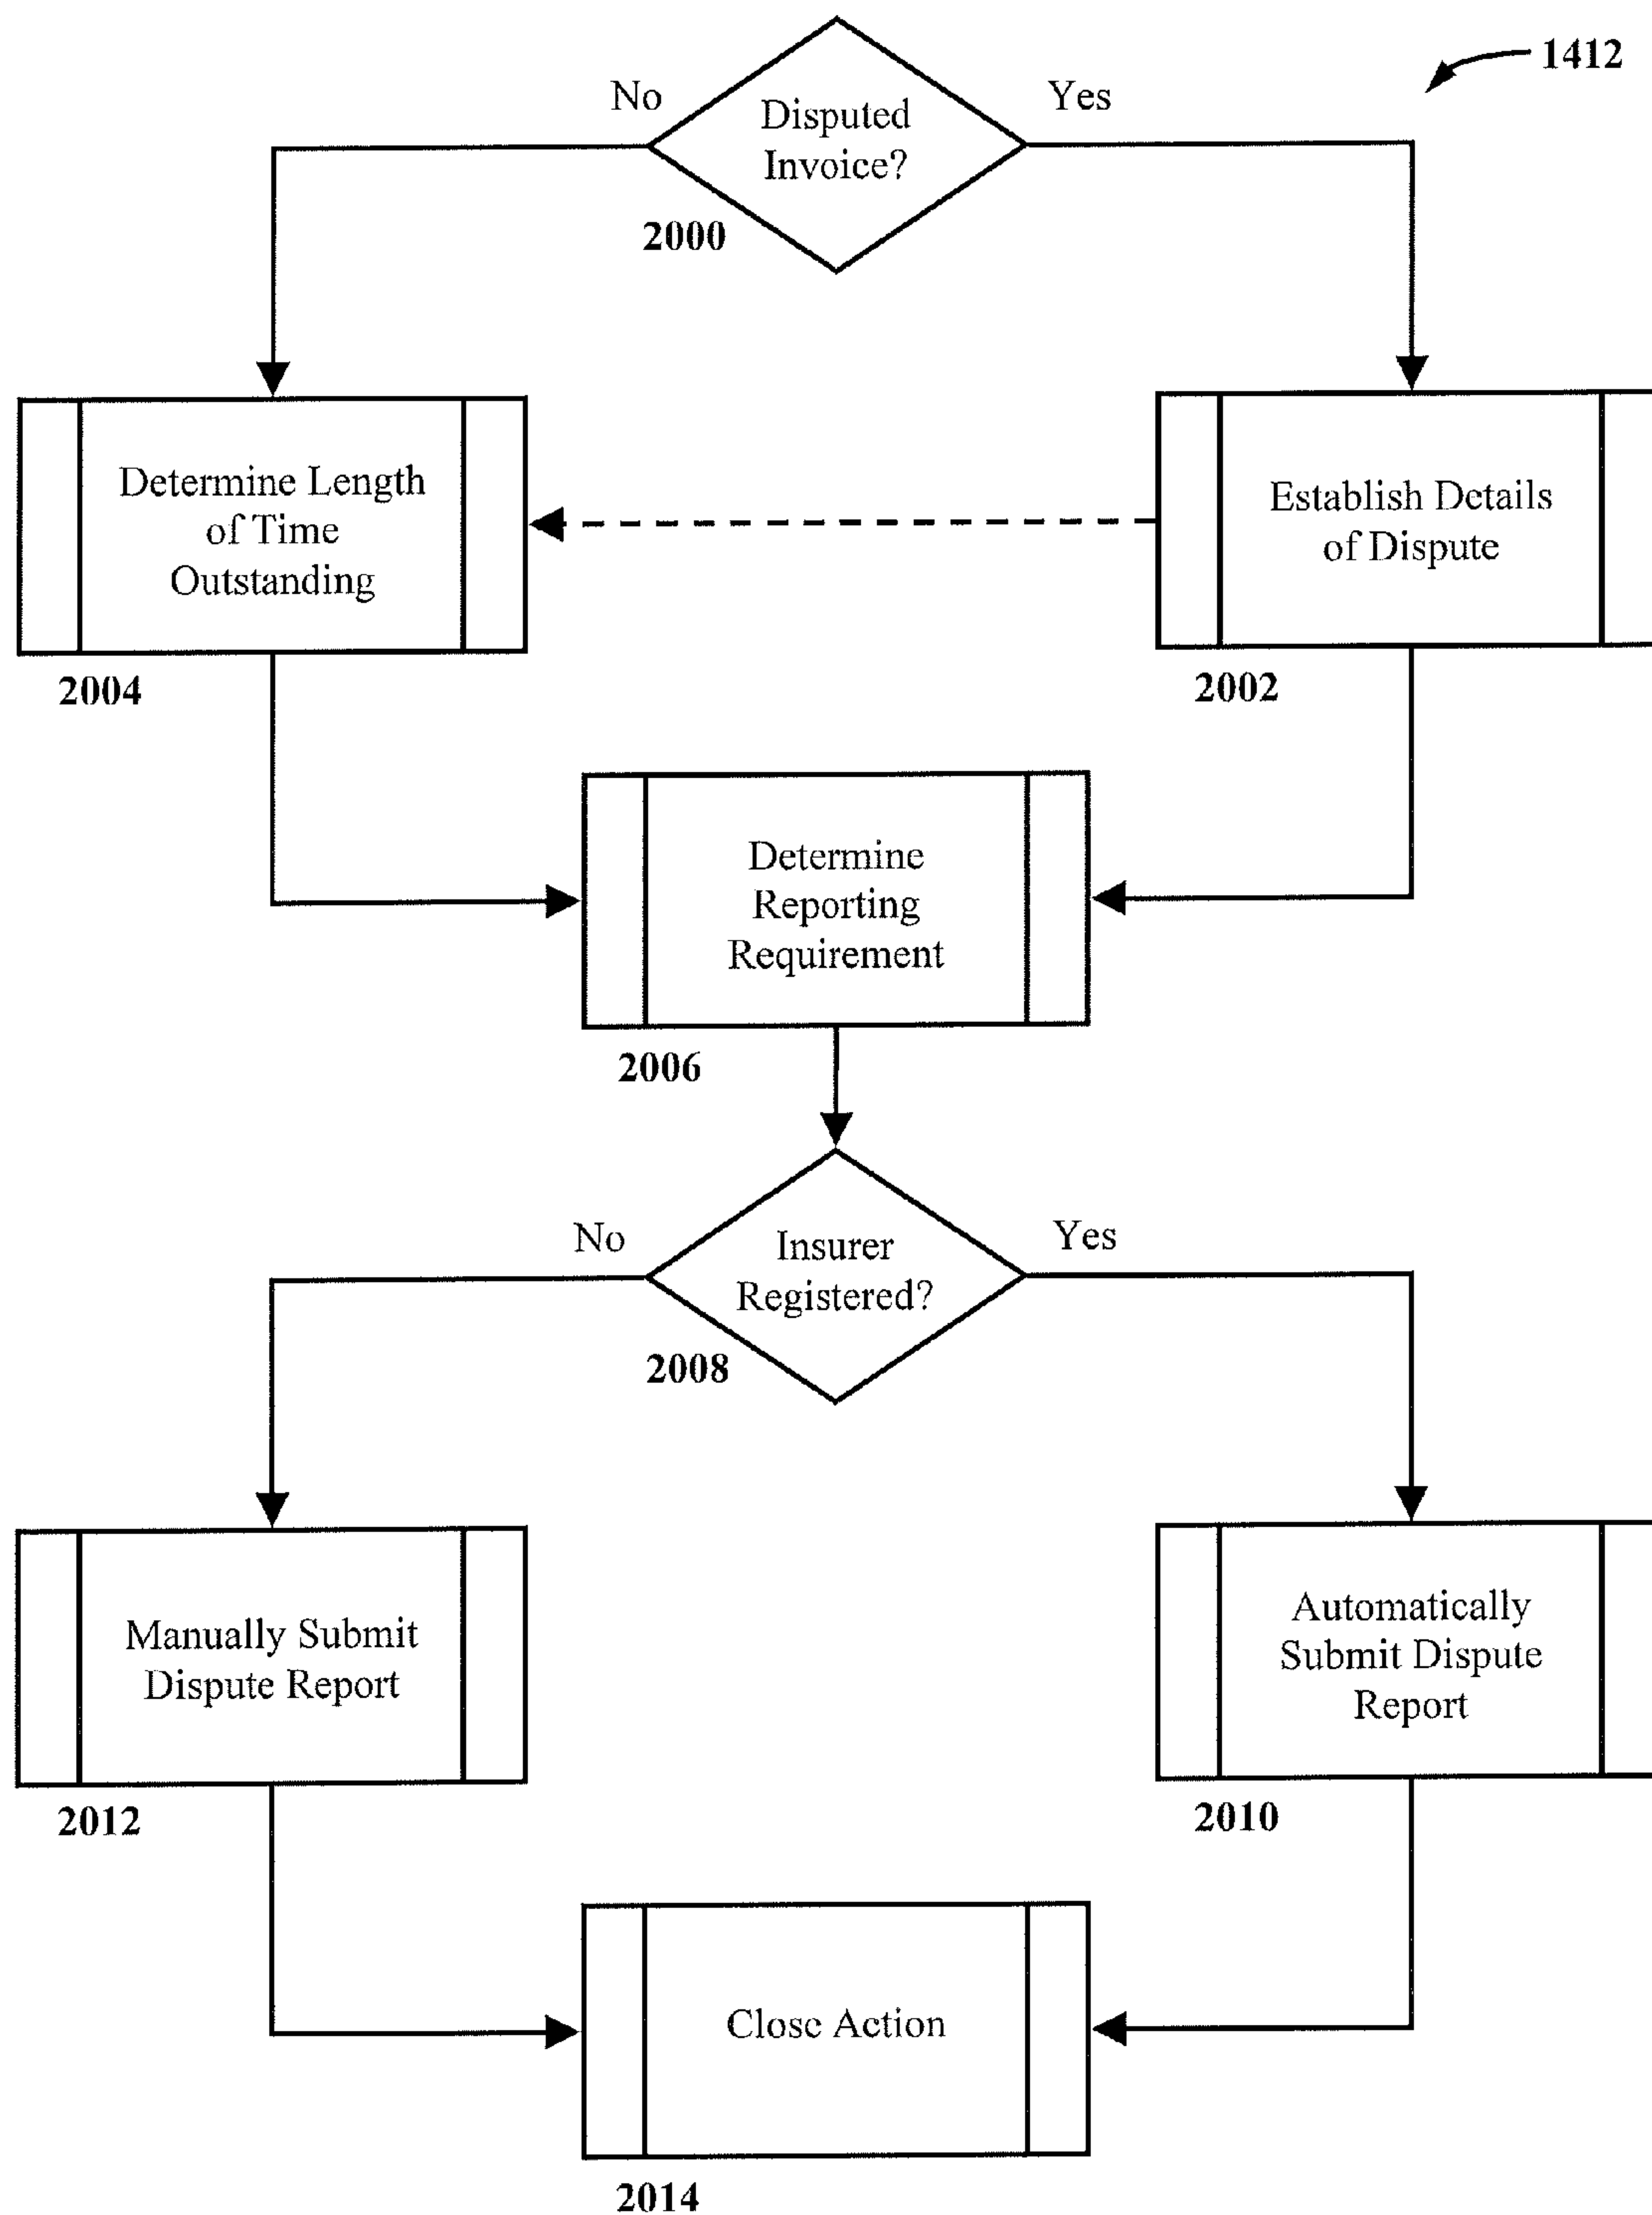 1412
No
Disputed
Invoice?
Yes
2000
Determine Length
of Time
Outstanding
2004
Establish Details
of Dispute
2002
Determine
Reporting
Requirement
2006
No
Insurer
Registered?
Yes
2008
Manually Submit
Dispute Report
2012
Automatically
Submit Dispute
Report
2010
Close Action
2014